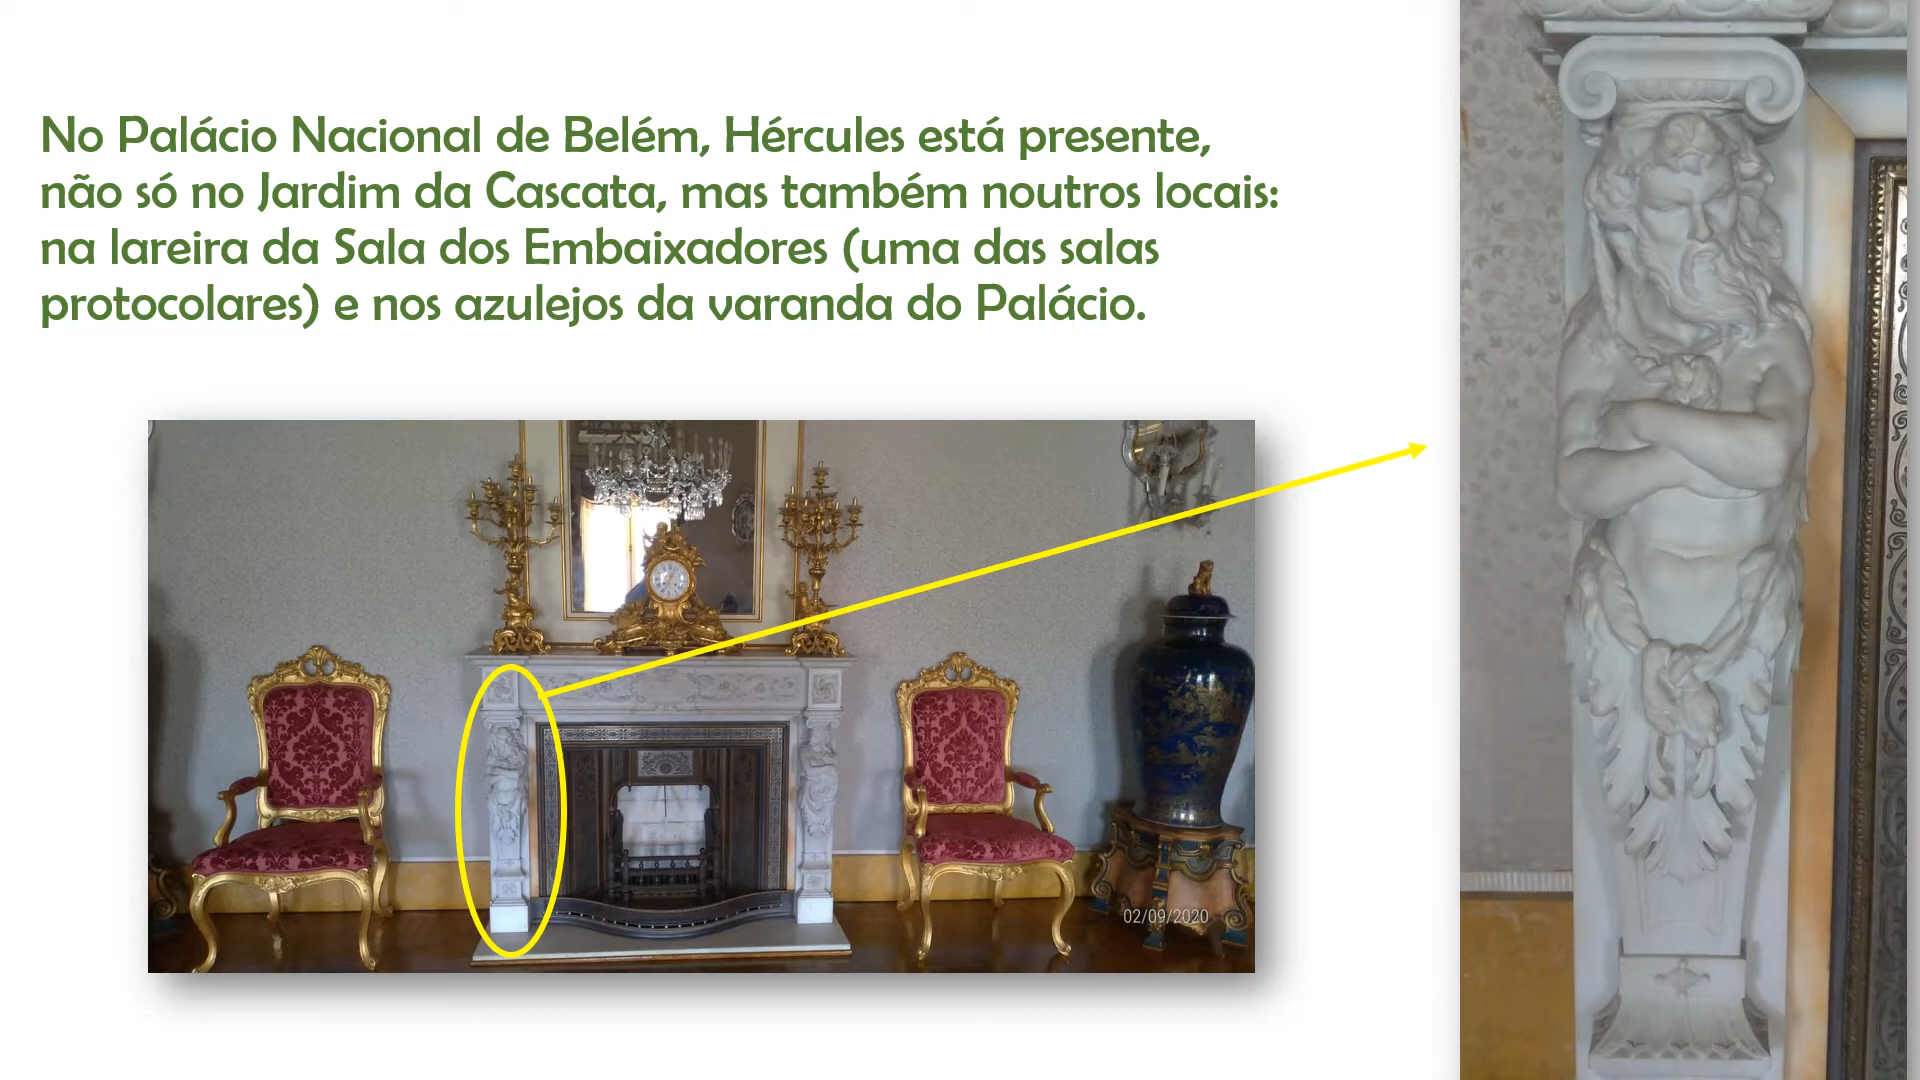 No Palácio Nacional de Belém, Hércules está presente,
não só no Jardim da Cascata, mas também noutros locais:
na lareira da Sala dos Embaixadores (uma das salas
protocolares) e nos azulejos da varanda do Palácio.
02/09/2020